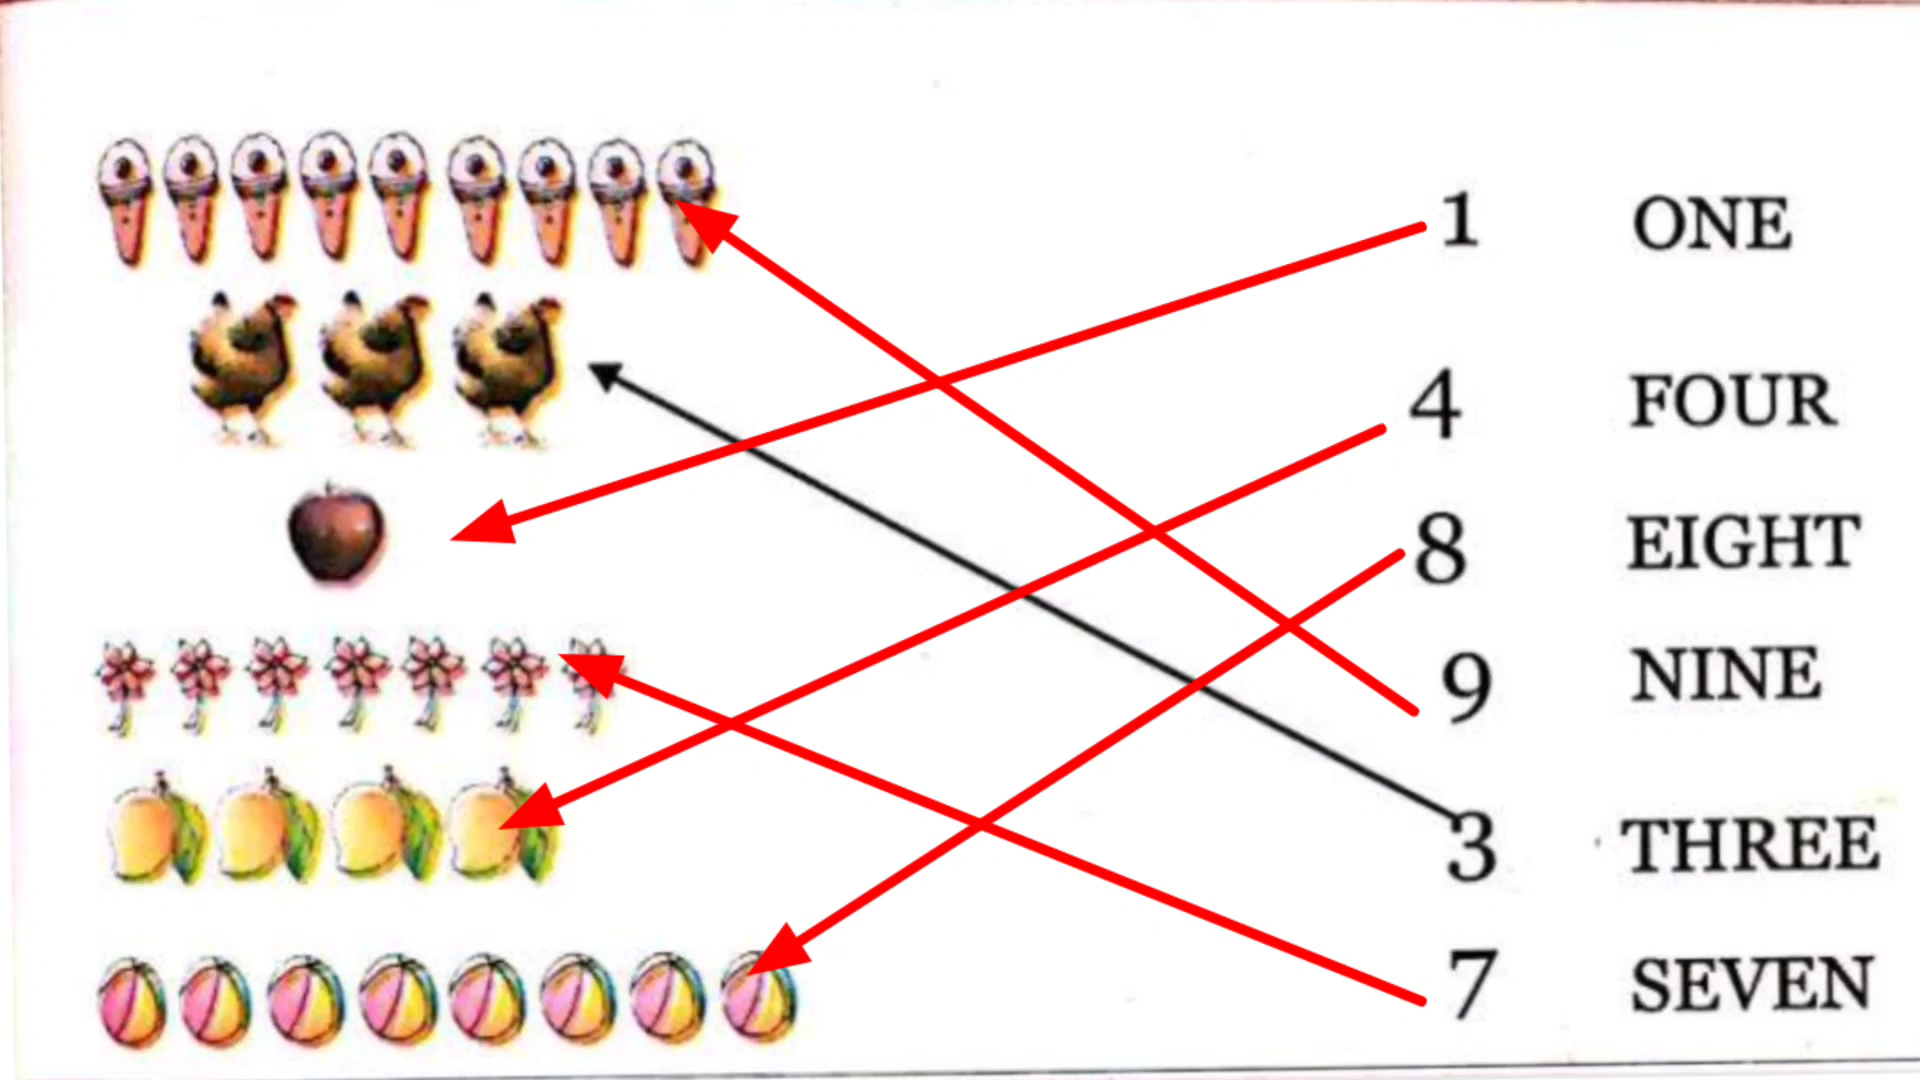 1 ONE
4 FOUR
8 EIGHT
9 NINE
3 THREE
7 SEVEN